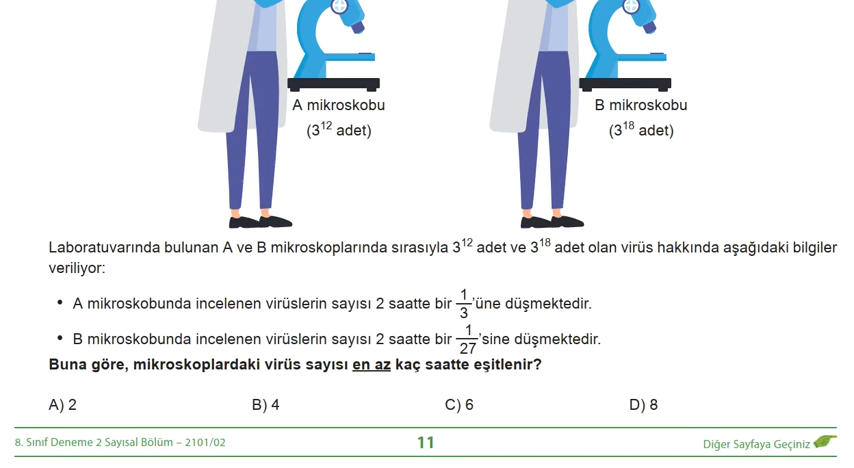 A mikroskobu
(3¹² adet)
B mikroskobu
(3¹⁸ adet)
Laboratuvarında bulunan A ve B mikroskoplarında sırasıyla 3¹² adet ve 3¹⁸ adet olan virüs hakkında aşağıdaki bilgiler
veriliyor:
• A mikroskobunda incelenen virüslerin sayısı 2 saatte bir 1/3'üne düşmektedir.
• B mikroskobunda incelenen virüslerin sayısı 2 saatte bir 1/27'sine düşmektedir.
Buna göre, mikroskoplardaki virüs sayısı en az kaç saatte eşitlenir?
A) 2 B) 4 C) 6 D) 8
8. Sınıf Deneme 2 Sayısal Bölüm – 2101/02 11 Diğer Sayfaya Geçiniz